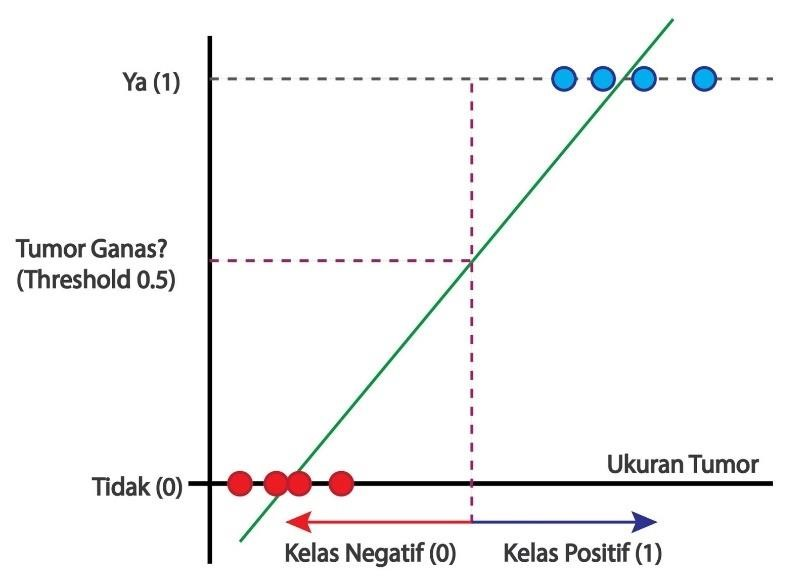 Ya (1)
Tumor Ganas?
(Threshold 0.5)
Ukuran Tumor
Tidak (0)
Kelas Negatif (0)
Kelas Positif (1)